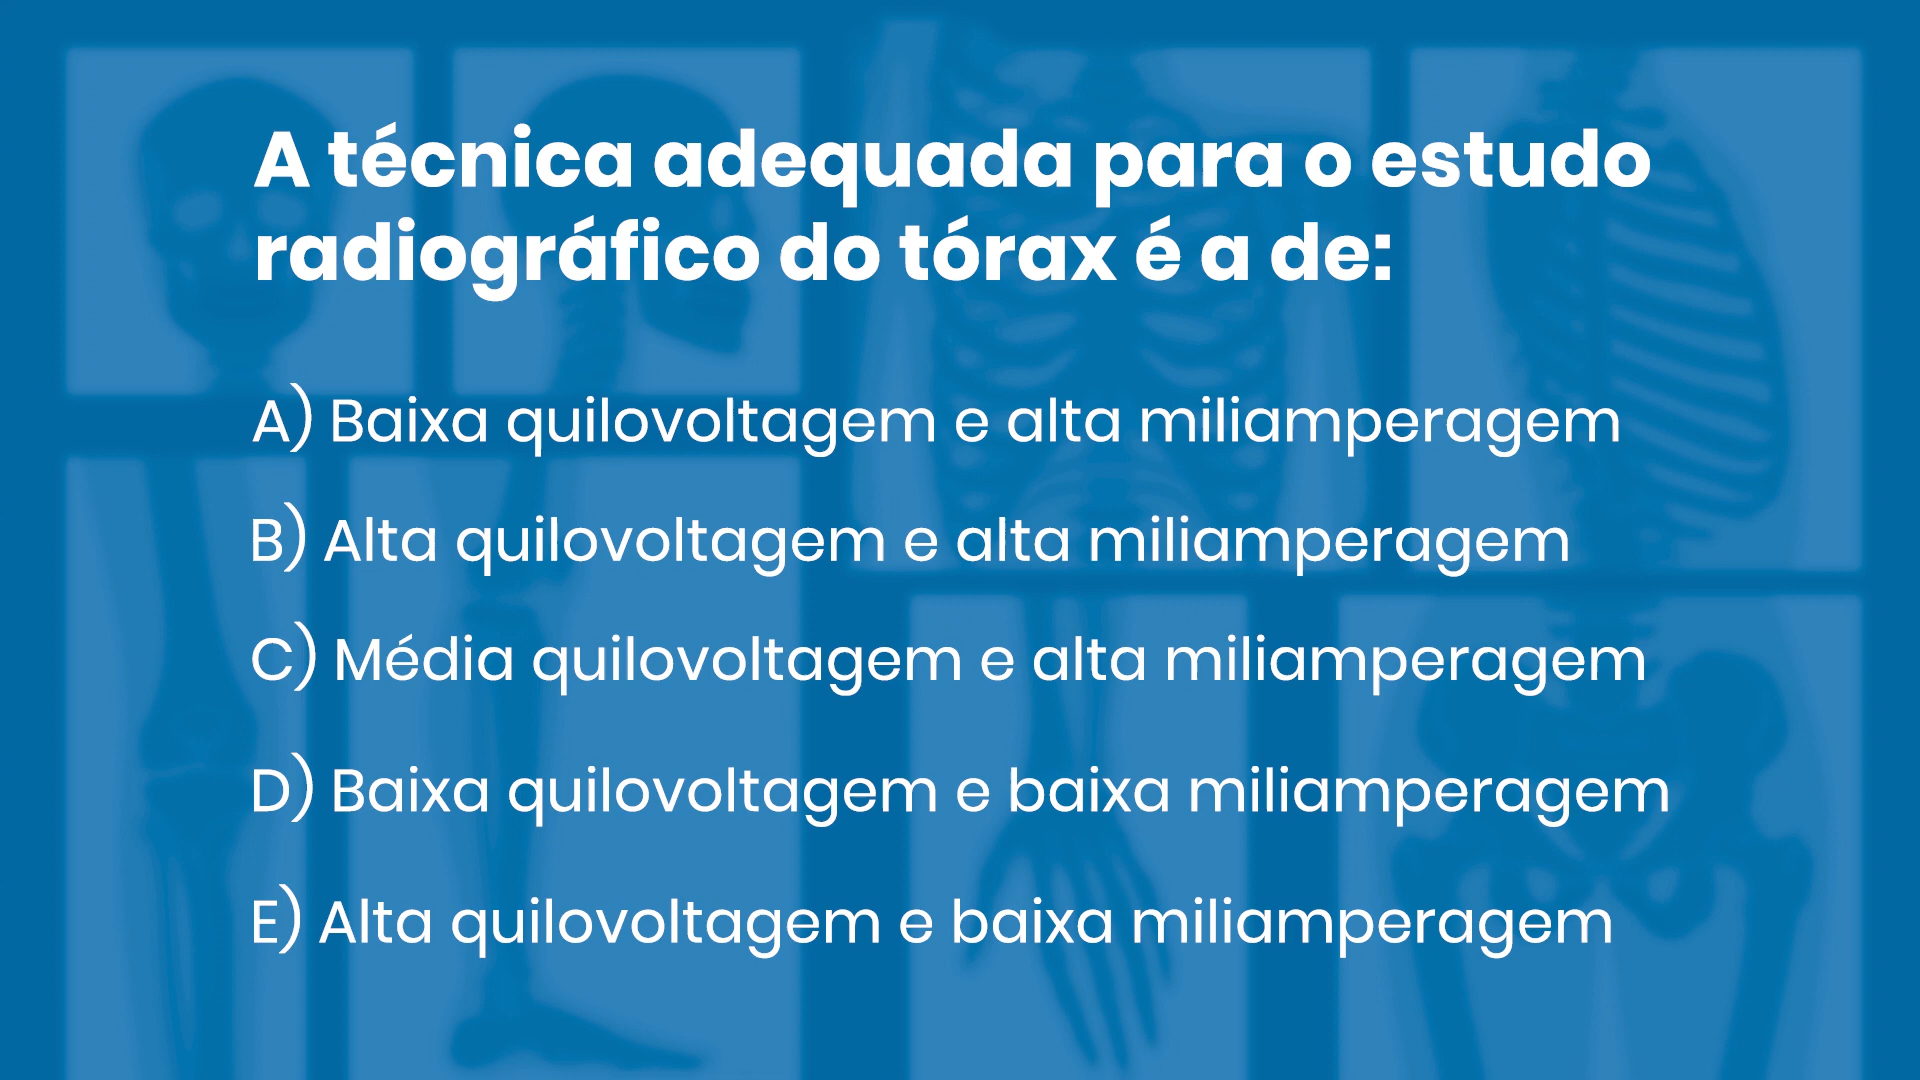 A técnica adequada para o estudo
radiográfico do tórax é a de:
A) Baixa quilovoltagem e alta miliamperagem
B) Alta quilovoltagem e alta miliamperagem
C) Média quilovoltagem e alta miliamperagem
D) Baixa quilovoltagem e baixa miliamperagem
E) Alta quilovoltagem e baixa miliamperagem